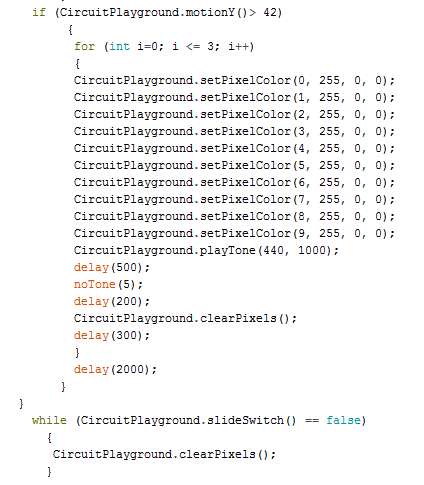 if (CircuitPlayground.motionY()> 42)
{
for (int i=0; i <= 3; i++)
{
CircuitPlayground.setPixelColor(0, 255, 0, 0);
CircuitPlayground.setPixelColor(1, 255, 0, 0);
CircuitPlayground.setPixelColor(2, 255, 0, 0);
CircuitPlayground.setPixelColor(3, 255, 0, 0);
CircuitPlayground.setPixelColor(4, 255, 0, 0);
CircuitPlayground.setPixelColor(5, 255, 0, 0);
CircuitPlayground.setPixelColor(6, 255, 0, 0);
CircuitPlayground.setPixelColor(7, 255, 0, 0);
CircuitPlayground.setPixelColor(8, 255, 0, 0);
CircuitPlayground.setPixelColor(9, 255, 0, 0);
CircuitPlayground.playTone(440, 1000);
delay(500);
noTone(5);
delay(200);
CircuitPlayground.clearPixels();
delay(300);
}
delay(2000);
}
}
while (CircuitPlayground.slideSwitch() == false)
{
CircuitPlayground.clearPixels();
}